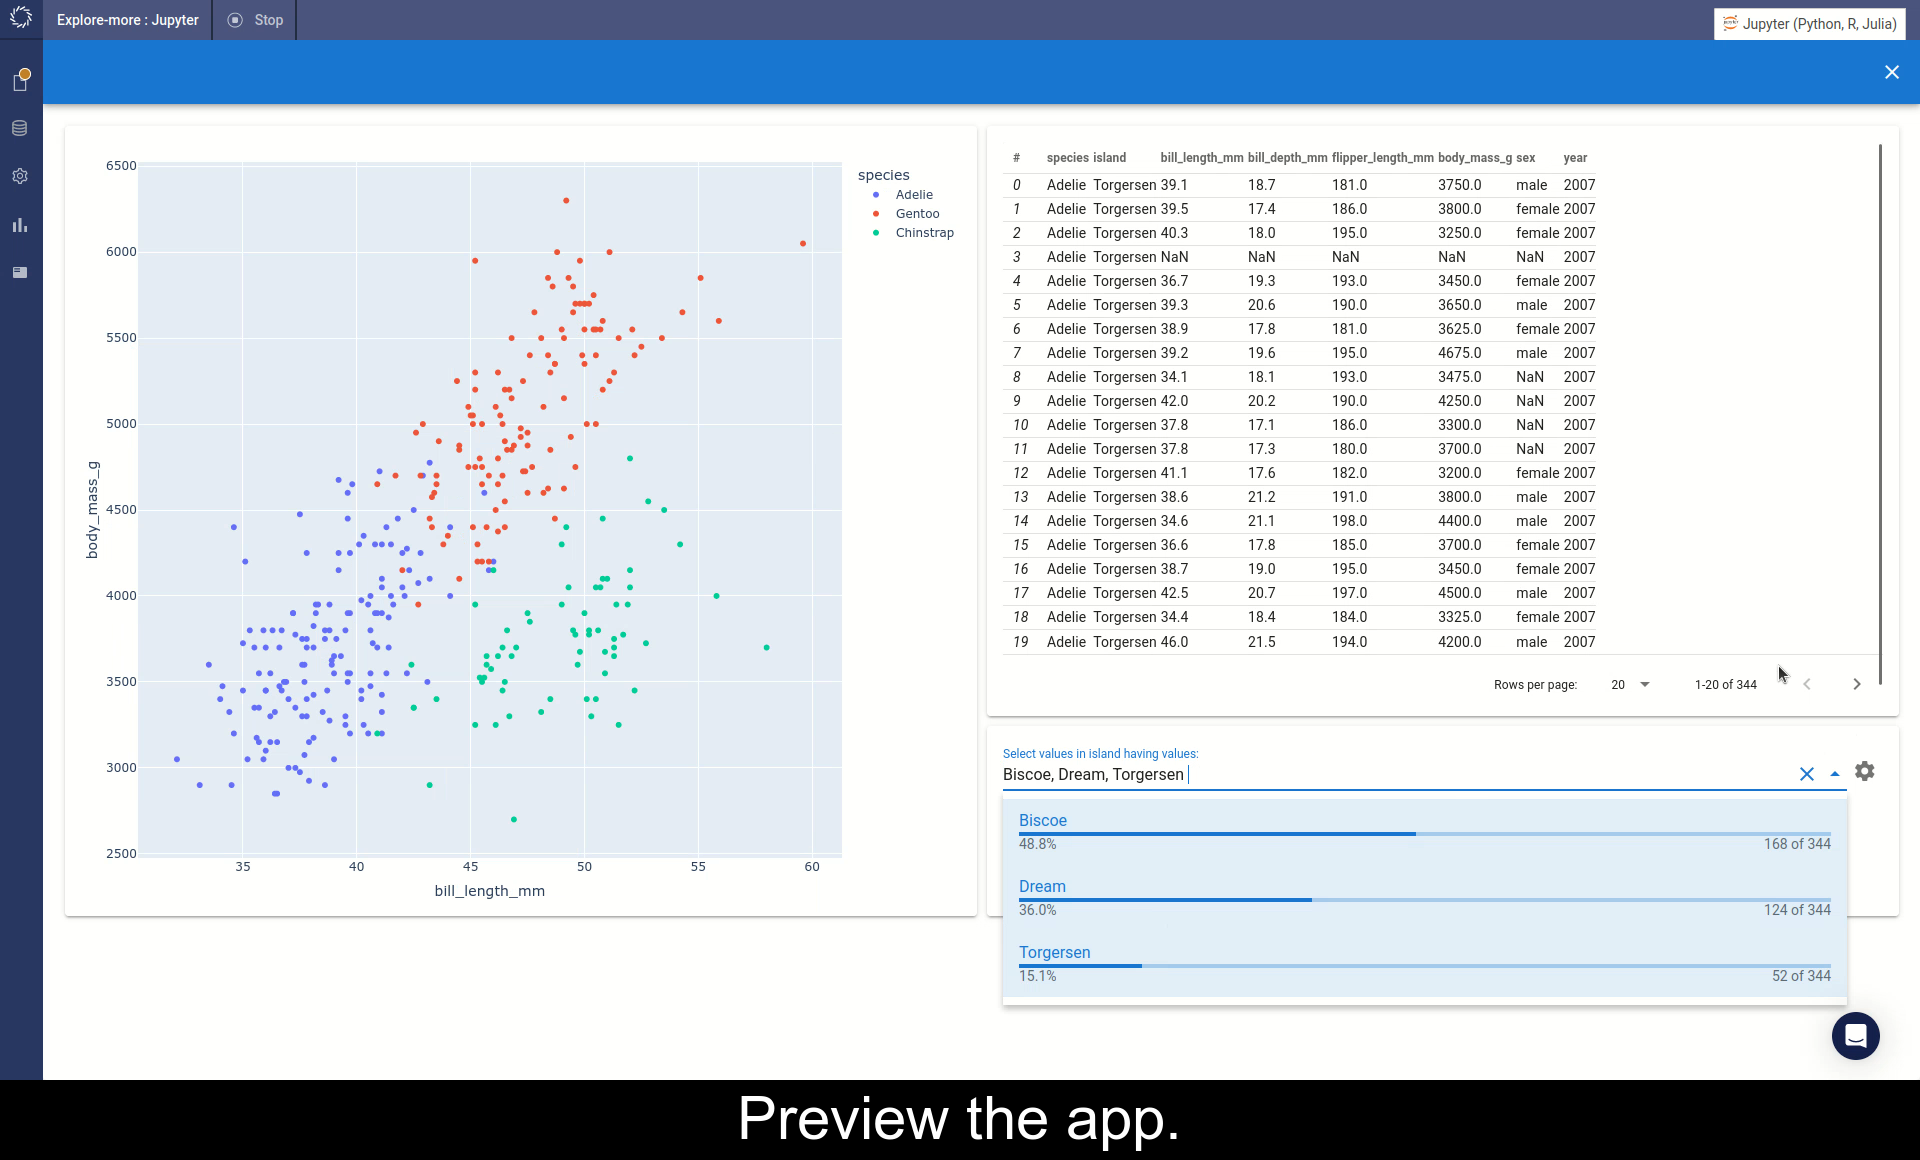 Explore-more : Jupyter
Stop
Jupyter (Python, R, Julia)
6500
6000
5500
5000
4500
4000
3500
3000
2500
body_mass_g
35 40 45 50 55 60
bill_length_mm
species
Adelie
Gentoo
Chinstrap
# species island bill_length_mm bill_depth_mm flipper_length_mm body_mass_g sex year
0 Adelie Torgersen 39.1 18.7 181.0 3750.0 male 2007
1 Adelie Torgersen 39.5 17.4 186.0 3800.0 female 2007
2 Adelie Torgersen 40.3 18.0 195.0 3250.0 female 2007
3 Adelie Torgersen NaN NaN NaN NaN NaN 2007
4 Adelie Torgersen 36.7 19.3 193.0 3450.0 female 2007
5 Adelie Torgersen 39.3 20.6 190.0 3650.0 male 2007
6 Adelie Torgersen 38.9 17.8 181.0 3625.0 female 2007
7 Adelie Torgersen 39.2 19.6 195.0 4675.0 male 2007
8 Adelie Torgersen 34.1 18.1 193.0 3475.0 NaN 2007
9 Adelie Torgersen 42.0 20.2 190.0 4250.0 NaN 2007
10 Adelie Torgersen 37.8 17.1 186.0 3300.0 NaN 2007
11 Adelie Torgersen 37.8 17.3 180.0 3700.0 NaN 2007
12 Adelie Torgersen 41.1 17.6 182.0 3200.0 female 2007
13 Adelie Torgersen 38.6 21.2 191.0 3800.0 male 2007
14 Adelie Torgersen 34.6 21.1 198.0 4400.0 male 2007
15 Adelie Torgersen 36.6 17.8 185.0 3700.0 female 2007
16 Adelie Torgersen 38.7 19.0 195.0 3450.0 female 2007
17 Adelie Torgersen 42.5 20.7 197.0 4500.0 male 2007
18 Adelie Torgersen 34.4 18.4 184.0 3325.0 female 2007
19 Adelie Torgersen 46.0 21.5 194.0 4200.0 male 2007
Rows per page: 20 1-20 of 344
Select values in island having values:
Biscoe, Dream, Torgersen
Biscoe
48.8% 168 of 344
Dream
36.0% 124 of 344
Torgersen
15.1% 52 of 344
Preview the app.